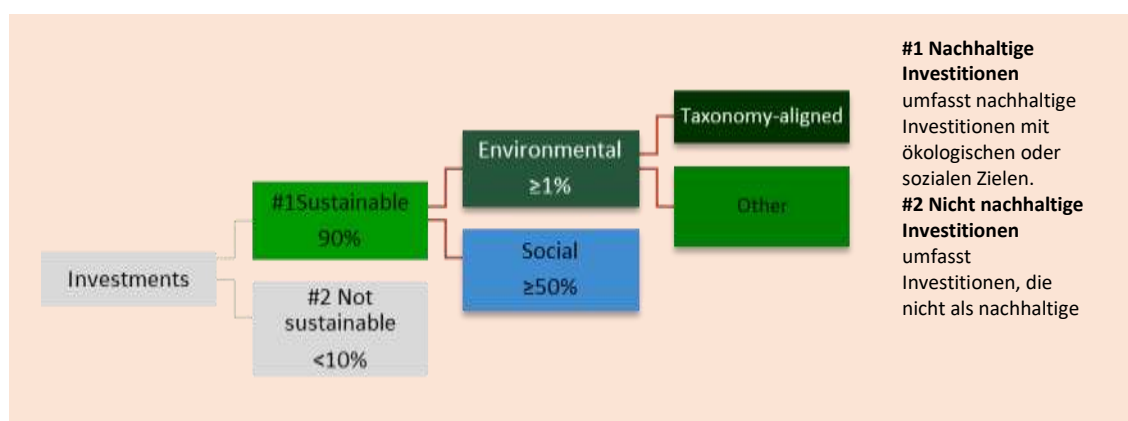 Investments
#1Sustainable
90%
#2 Not
sustainable
<10%
Environmental
≥1%
Social
≥50%
Taxonomy-aligned
Other
#1 Nachhaltige
Investitionen
umfasst nachhaltige
Investitionen mit
ökologischen oder
sozialen Zielen.
#2 Nicht nachhaltige
Investitionen
umfasst
Investitionen, die
nicht als nachhaltige